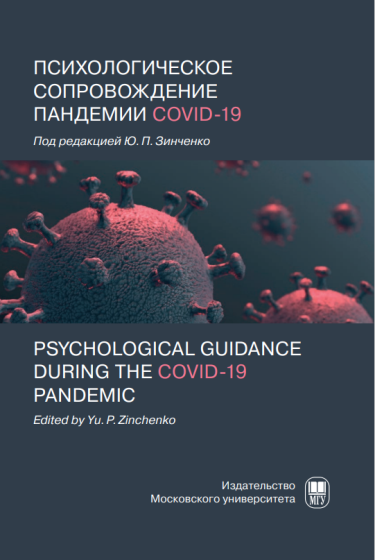 ПСИХОЛОГИЧЕСКОЕ
СОПРОВОЖДЕНИЕ
ПАНДЕМИИ COVID-19
Под редакцией Ю. П. Зинченко
PSYCHOLOGICAL GUIDANCE
DURING THE COVID-19
PANDEMIC
Edited by Yu. P. Zinchenko
Издательство
Московского университета
МГУ